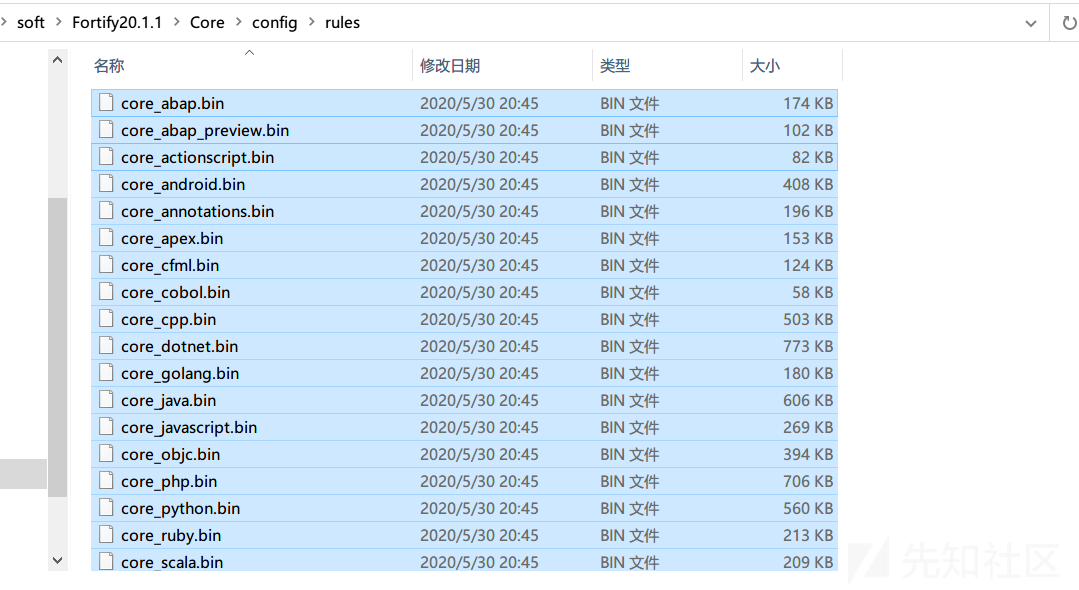 soft > Fortify20.1.1 > Core > config > rules
名称 修改日期 类型 大小
core_abap.bin 2020/5/30 20:45 BIN 文件 174 KB
core_abap_preview.bin 2020/5/30 20:45 BIN 文件 102 KB
core_actionscript.bin 2020/5/30 20:45 BIN 文件 82 KB
core_android.bin 2020/5/30 20:45 BIN 文件 408 KB
core_annotations.bin 2020/5/30 20:45 BIN 文件 196 KB
core_apex.bin 2020/5/30 20:45 BIN 文件 153 KB
core_cfml.bin 2020/5/30 20:45 BIN 文件 124 KB
core_cobol.bin 2020/5/30 20:45 BIN 文件 58 KB
core_cpp.bin 2020/5/30 20:45 BIN 文件 503 KB
core_dotnet.bin 2020/5/30 20:45 BIN 文件 773 KB
core_golang.bin 2020/5/30 20:45 BIN 文件 180 KB
core_java.bin 2020/5/30 20:45 BIN 文件 606 KB
core_javascript.bin 2020/5/30 20:45 BIN 文件 269 KB
core_objc.bin 2020/5/30 20:45 BIN 文件 394 KB
core_php.bin 2020/5/30 20:45 BIN 文件 706 KB
core_python.bin 2020/5/30 20:45 BIN 文件 560 KB
core_ruby.bin 2020/5/30 20:45 BIN 文件 213 KB
core_scala.bin 2020/5/30 20:45 BIN 文件 209 KB
先知社区